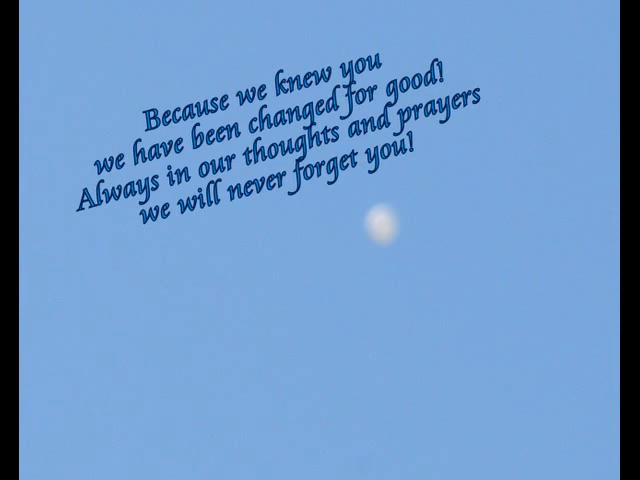 Because we knew you
we have been changed for good!
Always in our thoughts and prayers
we will never forget you!